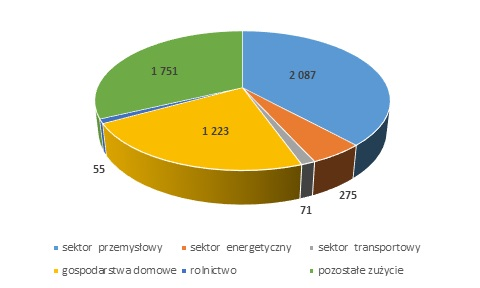 1 751
2 087
1 223
55
275
71
sektor przemysłowy
sektor energetyczny
sektor transportowy
gospodarstwa domowe
rolnictwo
pozostałe zużycie